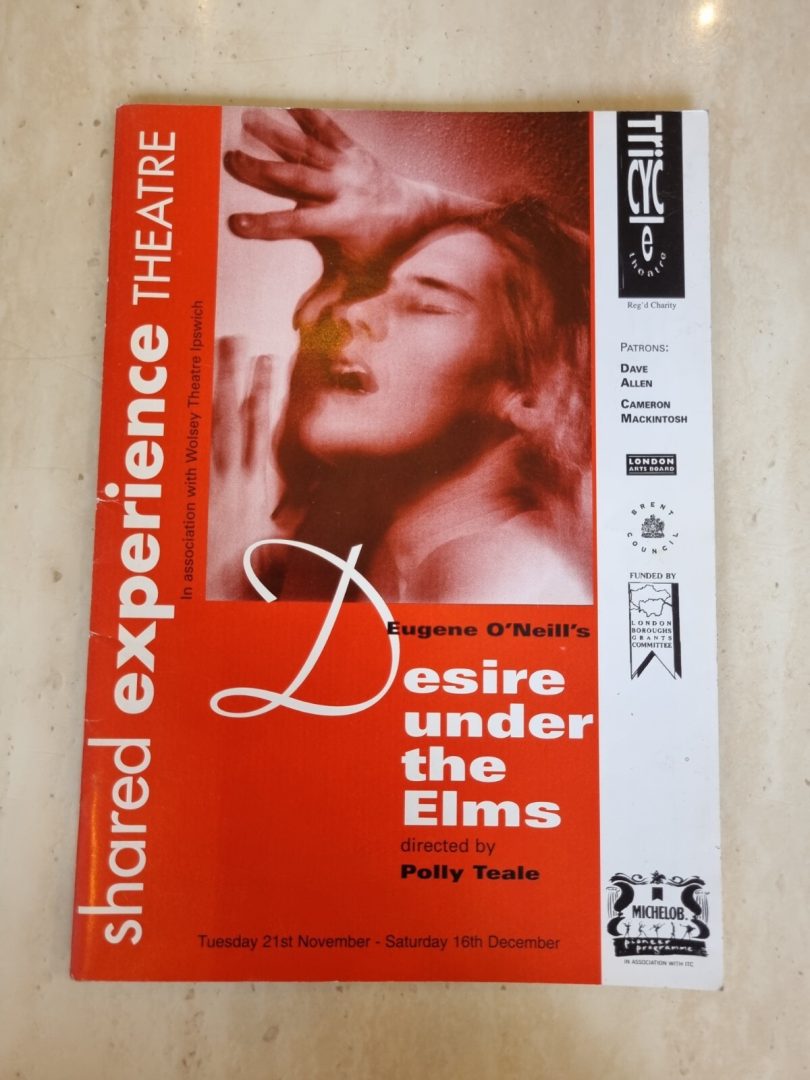 shared experience THEATRE
In association with Wolsey Theatre Ipswich
Eugene O'Neill's
Desire
under
the
Elms
directed by
Polly Teale
Tuesday 21st November - Saturday 16th December
TRICYCLE
theatre
Reg'd Charity
PATRONS:
DAVE
ALLEN
CAMERON
MACKINTOSH
LONDON
ARTS BOARD
BRENT
COUNCIL
FUNDED BY
LONDON
BOROUGHS
GRANTS
COMMITTEE
MICHELOB.
pioneer
programme
IN ASSOCIATION WITH ITC